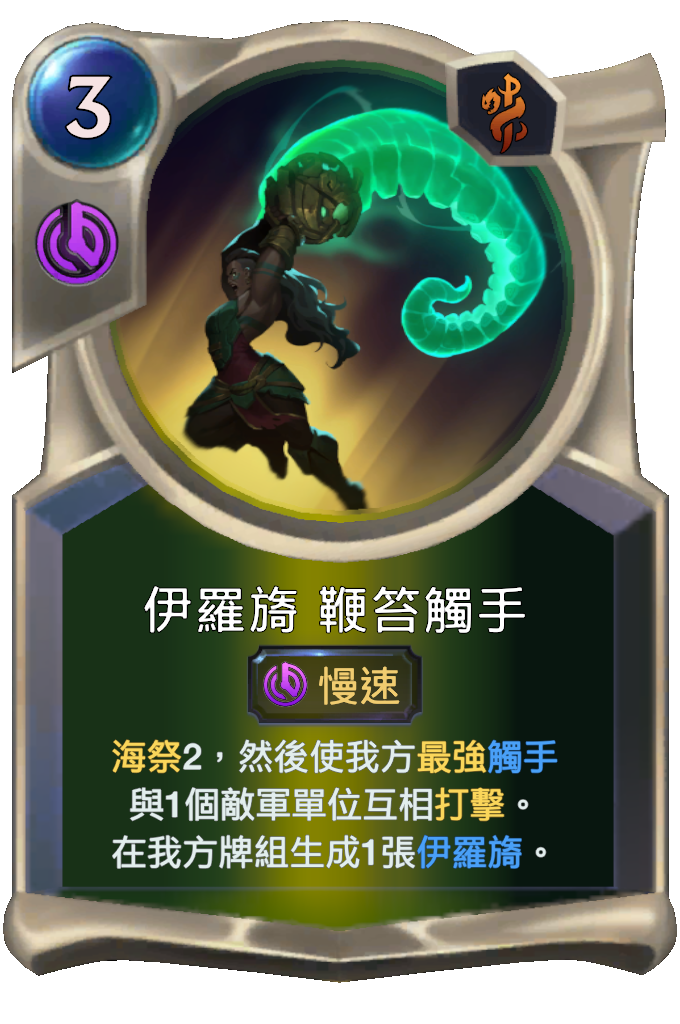 3
伊羅旖 鞭笞觸手
慢速
海祭2，然後使我方最強觸手
與1個敵軍單位互相打擊。
在我方牌組生成1張伊羅旖。